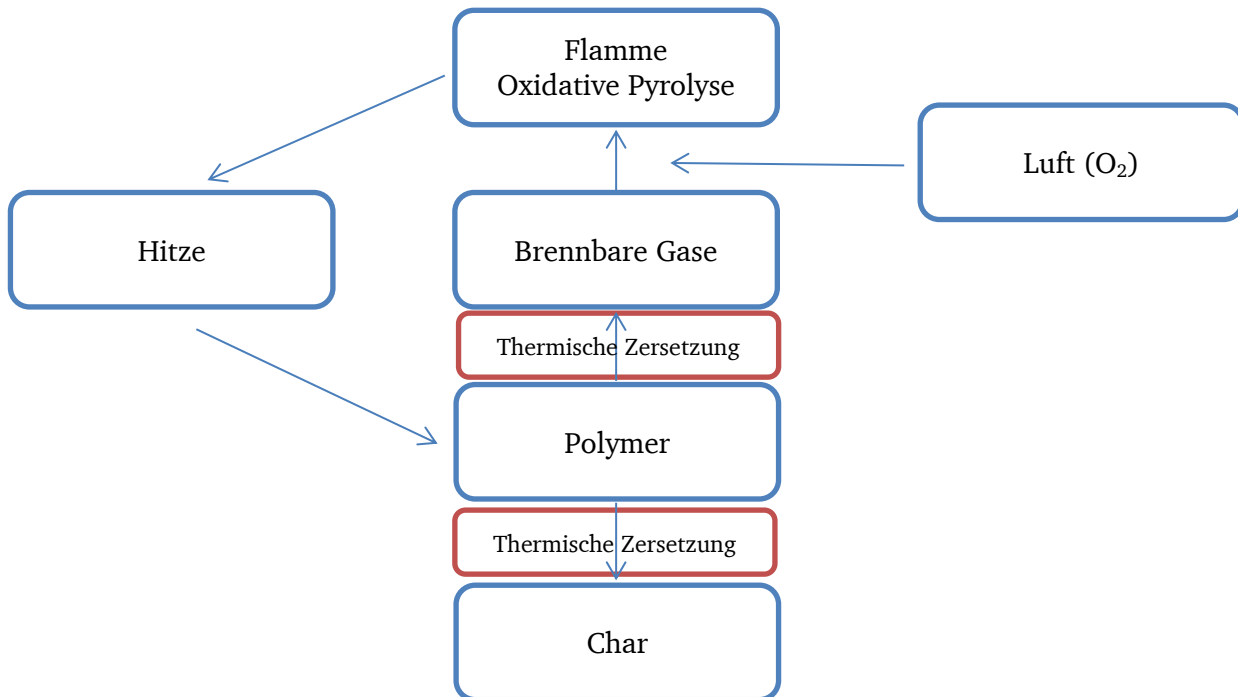 Flamme
Oxidative Pyrolyse
Luft (O₂)
Hitze
Brennbare Gase
Thermische Zersetzung
Polymer
Thermische Zersetzung
Char